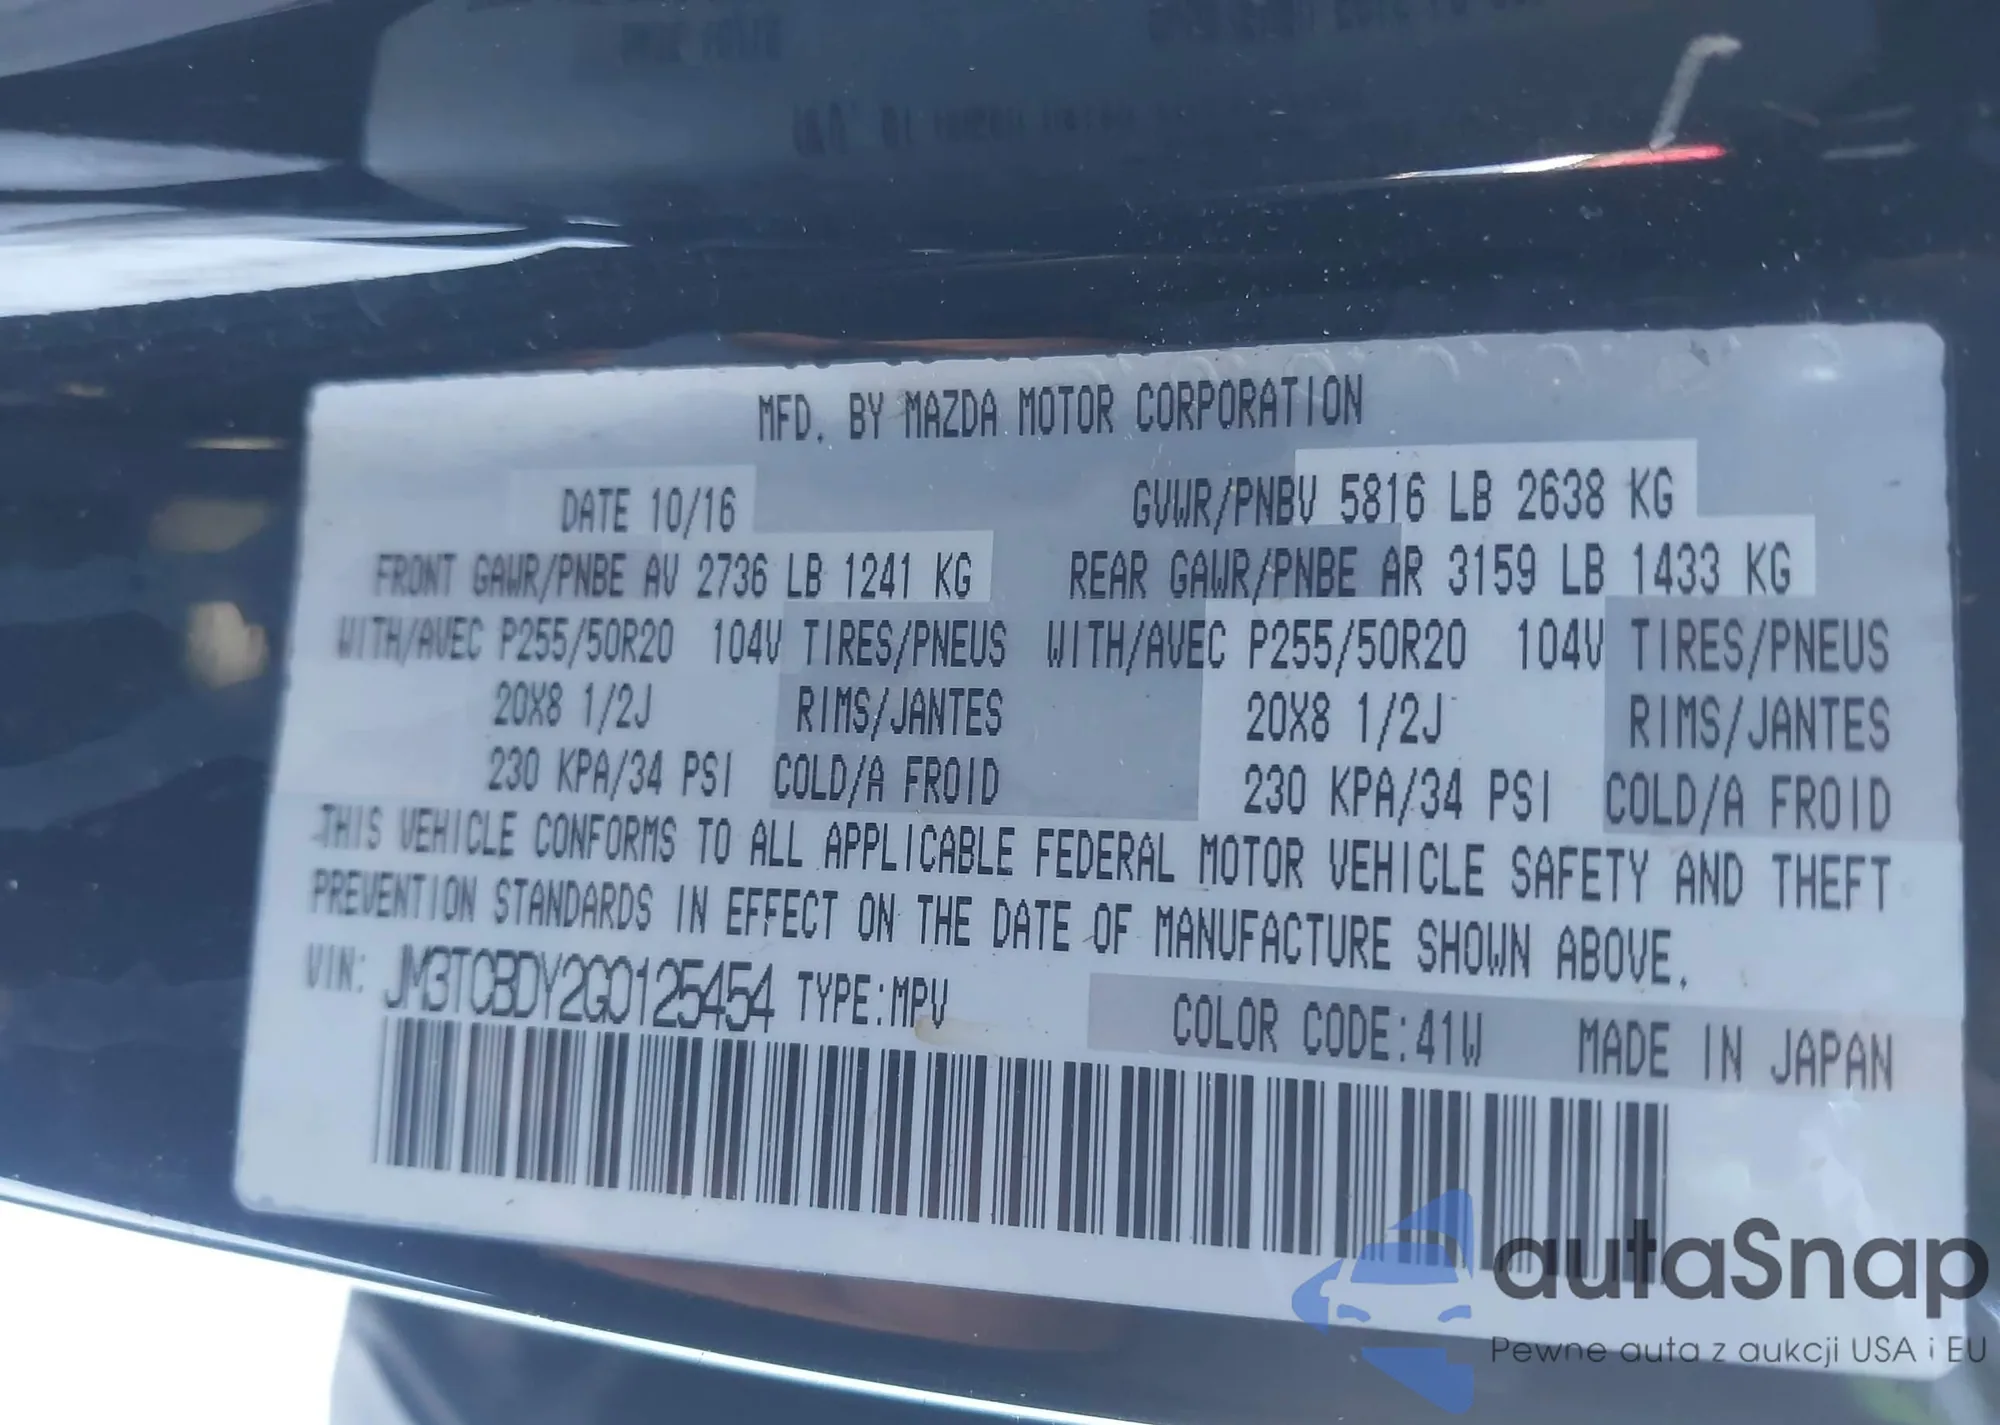 MFD. BY MAZDA MOTOR CORPORATION
DATE 10/16 GVWR/PNBV 5816 LB 2638 KG
FRONT GAWR/PNBE AV 2736 LB 1241 KG REAR GAWR/PNBE AR 3159 LB 1433 KG
WITH/AVEC P255/50R20 104V TIRES/PNEUS WITH/AVEC P255/50R20 104V TIRES/PNEUS
20X8 1/2J RIMS/JANTES 20X8 1/2J RIMS/JANTES
230 KPA/34 PSI COLD/A FROID 230 KPA/34 PSI COLD/A FROID
THIS VEHICLE CONFORMS TO ALL APPLICABLE FEDERAL MOTOR VEHICLE SAFETY AND THEFT
PREVENTION STANDARDS IN EFFECT ON THE DATE OF MANUFACTURE SHOWN ABOVE.
VIN: JM3TCBDY2G0125454 TYPE:MPV COLOR CODE:41W MADE IN JAPAN
autaSnap
Pewne auta z aukcji USA i EU